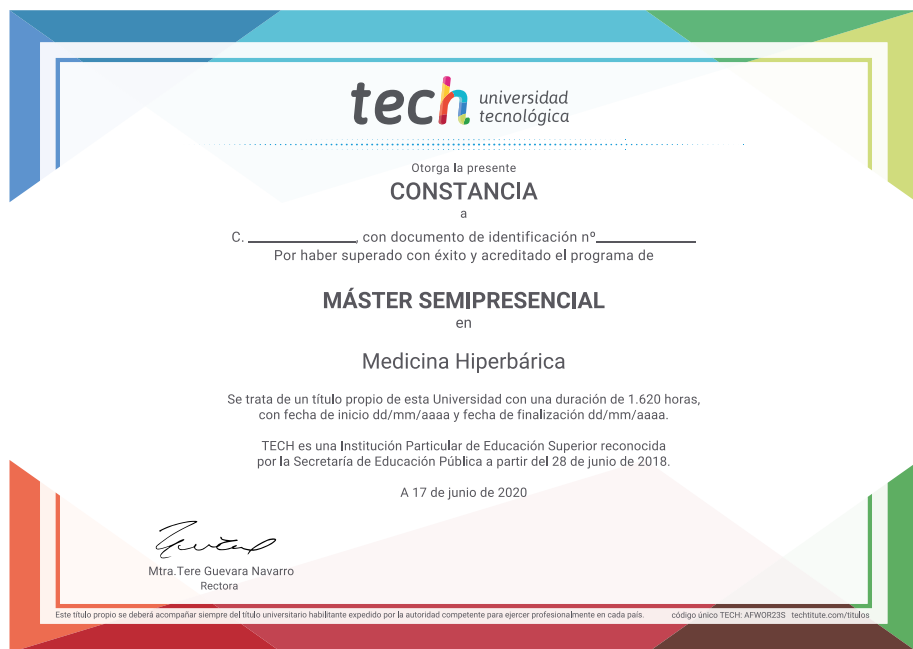 tech universidad
tecnológica
Otorga la presente
CONSTANCIA
a
C. ____________, con documento de identificación nº____________
Por haber superado con éxito y acreditado el programa de
MÁSTER SEMIPRESENCIAL
en
Medicina Hiperbárica
Se trata de un título propio de esta Universidad con una duración de 1.620 horas,
con fecha de inicio dd/mm/aaaa y fecha de finalización dd/mm/aaaa.
TECH es una Institución Particular de Educación Superior reconocida
por la Secretaría de Educación Pública a partir del 28 de junio de 2018.
A 17 de junio de 2020
Mtra.Tere Guevara Navarro
Rectora
Este título propio se deberá acompañar siempre del título universitario habilitante expedido por la autoridad competente para ejercer profesionalmente en cada país. código único TECH: AFWOR23S techtitute.com/titulos